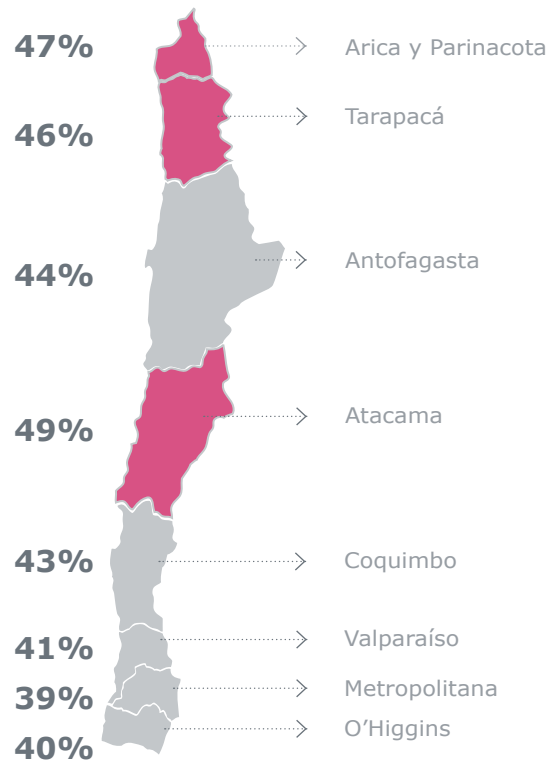 47% Arica y Parinacota
46% Tarapacá
44% Antofagasta
49% Atacama
43% Coquimbo
41% Valparaíso
39% Metropolitana
40% O’Higgins